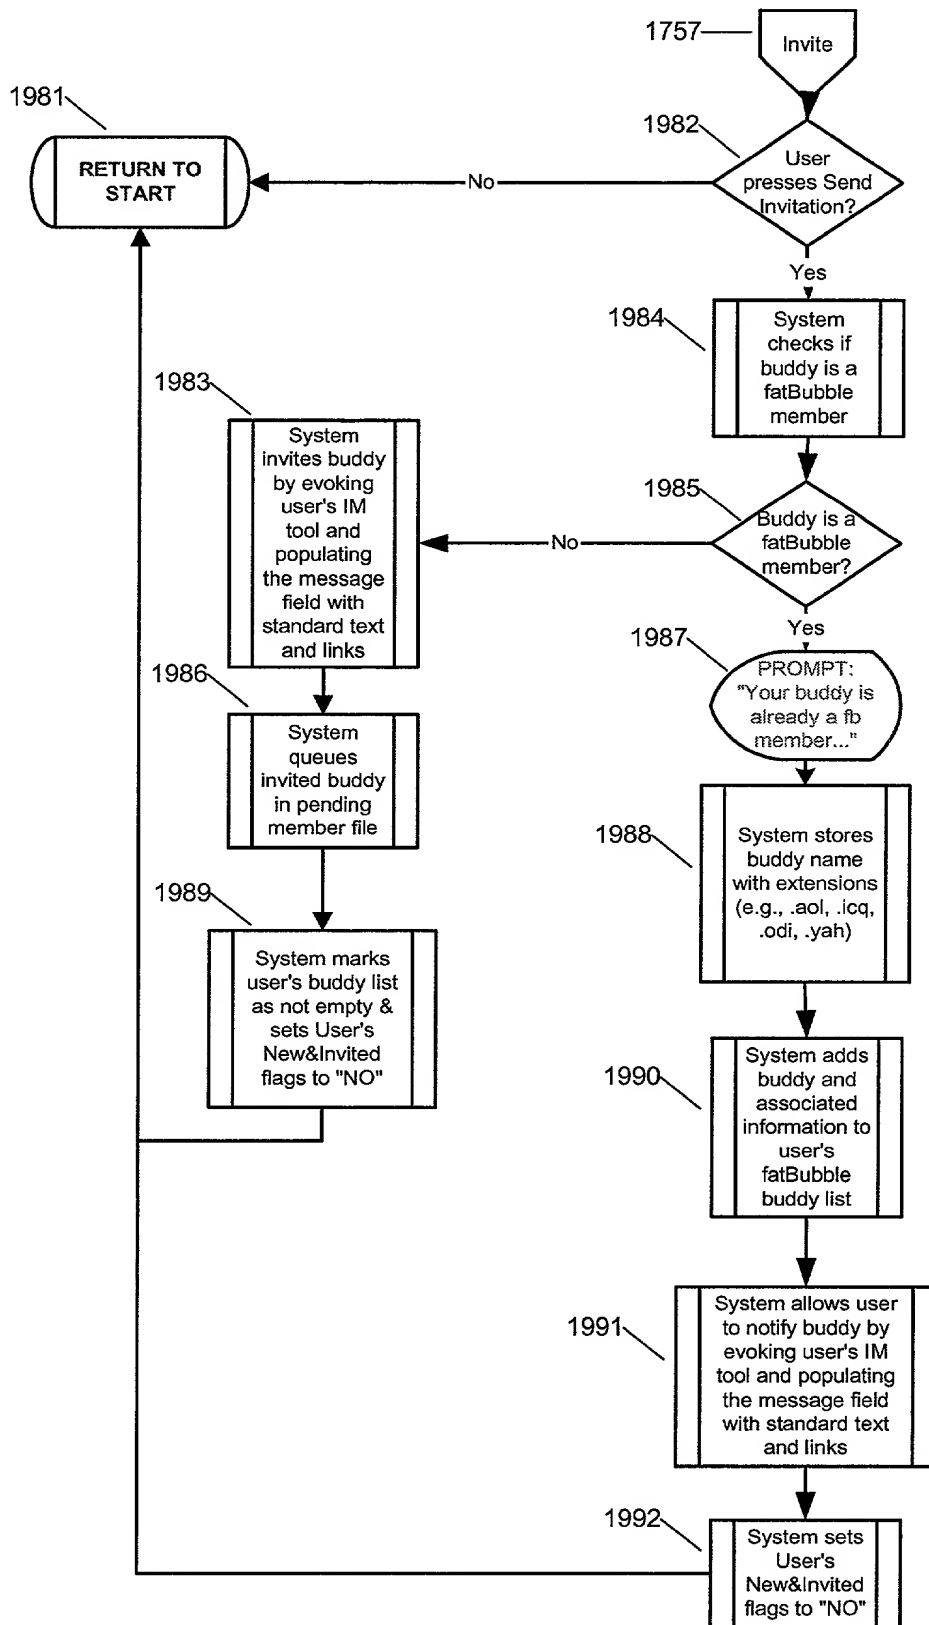 1757
Invite
1981
1982
RETURN TO
START
User
presses Send
Invitation?
No
Yes
1984
System
checks if
buddy is a
fatBubble
member
1983
System
invites buddy
by evoking
user's IM
tool and
populating
the message
field with
standard text
and links
1985
Buddy is a
fatBubble
member?
No
Yes
1987
PROMPT:
"Your buddy is
already a fb
member..."
1986
System
queues
invited buddy
in pending
member file
1988
System stores
buddy name
with extensions
(e.g., .aol, .icq,
.odi, .yah)
1989
System marks
user's buddy list
as not empty &
sets User's
New&Invited
flags to "NO"
1990
System adds
buddy and
associated
information to
user's
fatBubble
buddy list
1991
System allows user
to notify buddy by
evoking user's IM
tool and populating
the message field
with standard text
and links
1992
System sets
User's
New&Invited
flags to "NO"